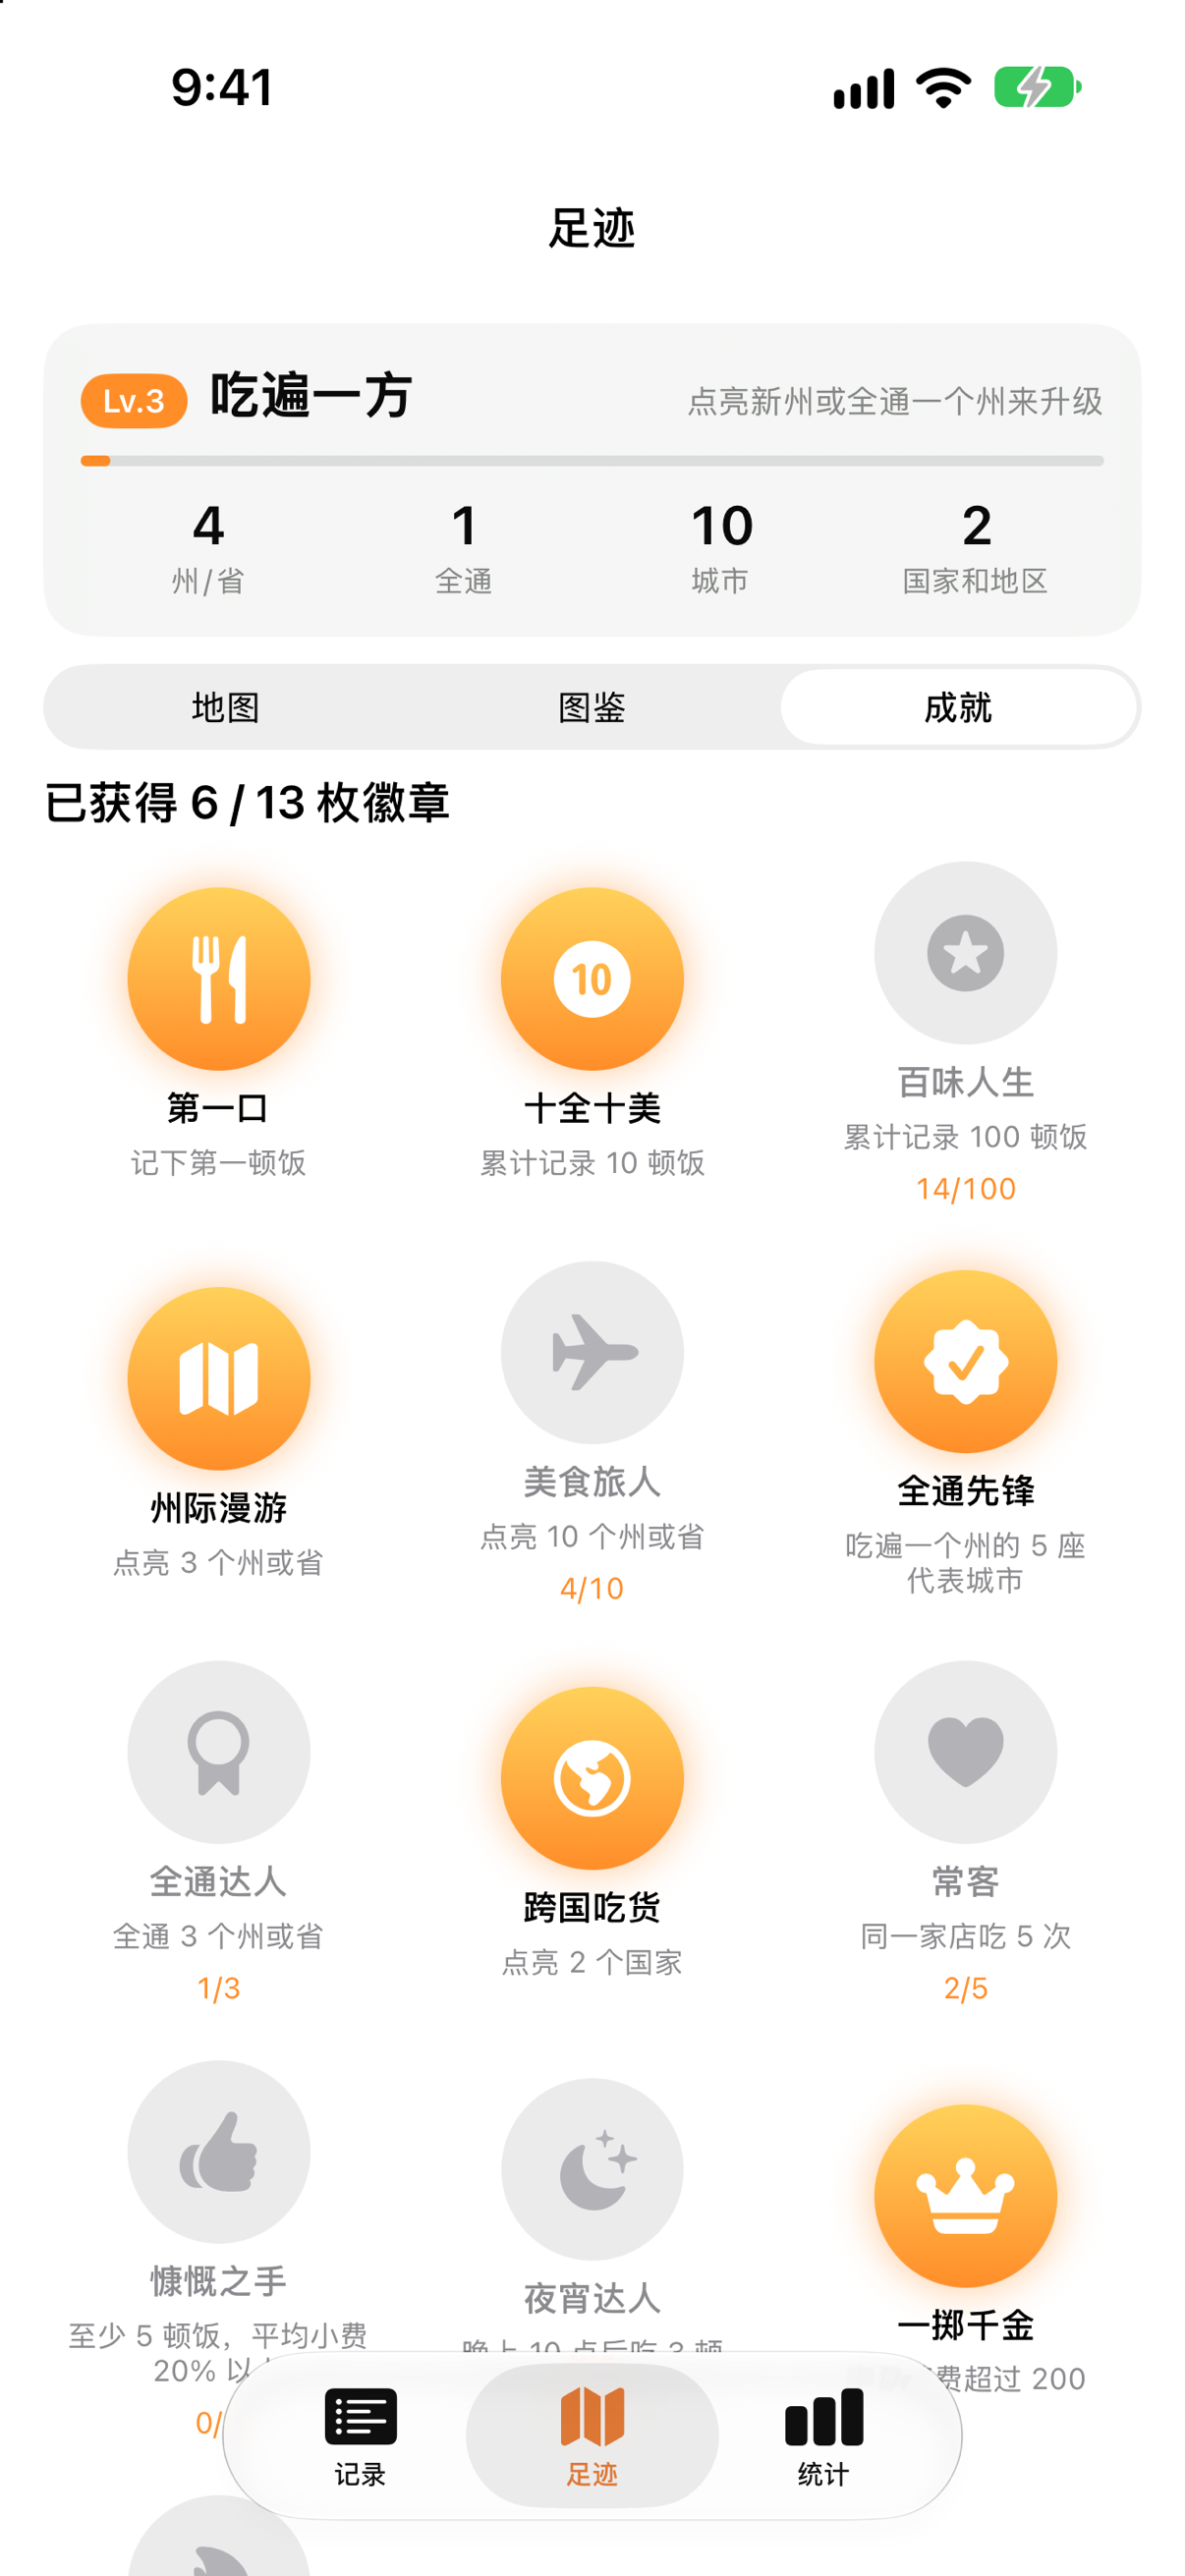 9:41
足迹
Lv.3 吃遍一方 点亮新州或全通一个州来升级
4 1 10 2
州/省 全通 城市 国家和地区
地图 图鉴 成就
已获得 6 / 13 枚徽章
10
第一口
记下第一顿饭
十全十美
累计记录 10 顿饭
百味人生
累计记录 100 顿饭
14/100
州际漫游
点亮 3 个州或省
美食旅人
点亮 10 个州或省
4/10
全通先锋
吃遍一个州的 5 座
代表城市
全通达人
全通 3 个州或省
1/3
跨国吃货
点亮 2 个国家
常客
同一家店吃 5 次
2/5
慷慨之手
至少 5 顿饭，平均小费
20% 以
0/
夜宵达人
晚上 10 点后吃 3 顿
一掷千金
费超过 200
记录 足迹 统计